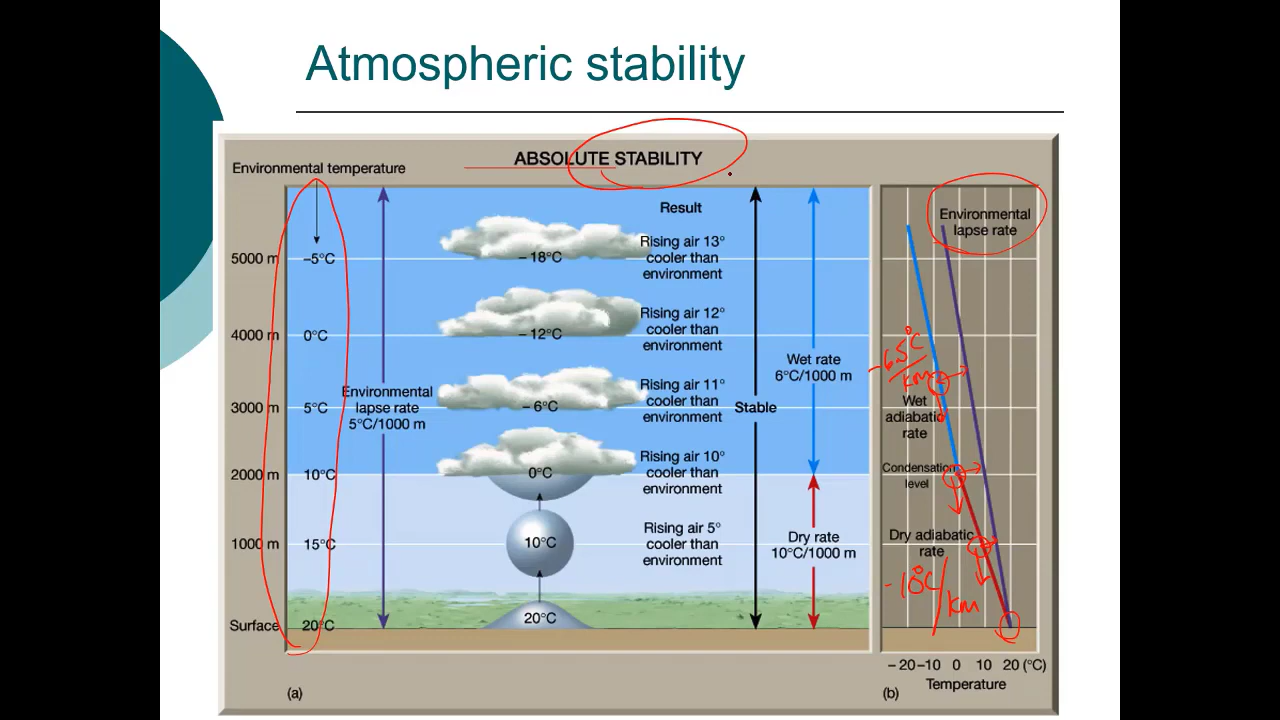 Atmospheric stability
ABSOLUTE STABILITY
Environmental temperature
Result
5000 m
–5°C
– 18°C
Rising air 13°
cooler than
environment
4000 m
0°C
– 12°C
Rising air 12°
cooler than
environment
3000 m
5°C
– 6°C
Rising air 11°
cooler than
environment
2000 m
10°C
0°C
Rising air 10°
cooler than
environment
1000 m
15°C
10°C
Rising air 5°
cooler than
environment
Surface
20°C
20°C
Environmental
lapse rate
5°C/1000 m
Stable
Wet rate
6°C/1000 m
Dry rate
10°C/1000 m
(a)
Environmental
lapse rate
-6.5°C/km
Wet
adiabatic
rate
Condensation
level
Dry adiabatic
rate
-10°C/km
– 20 –10 0 10 20 (°C)
Temperature
(b)